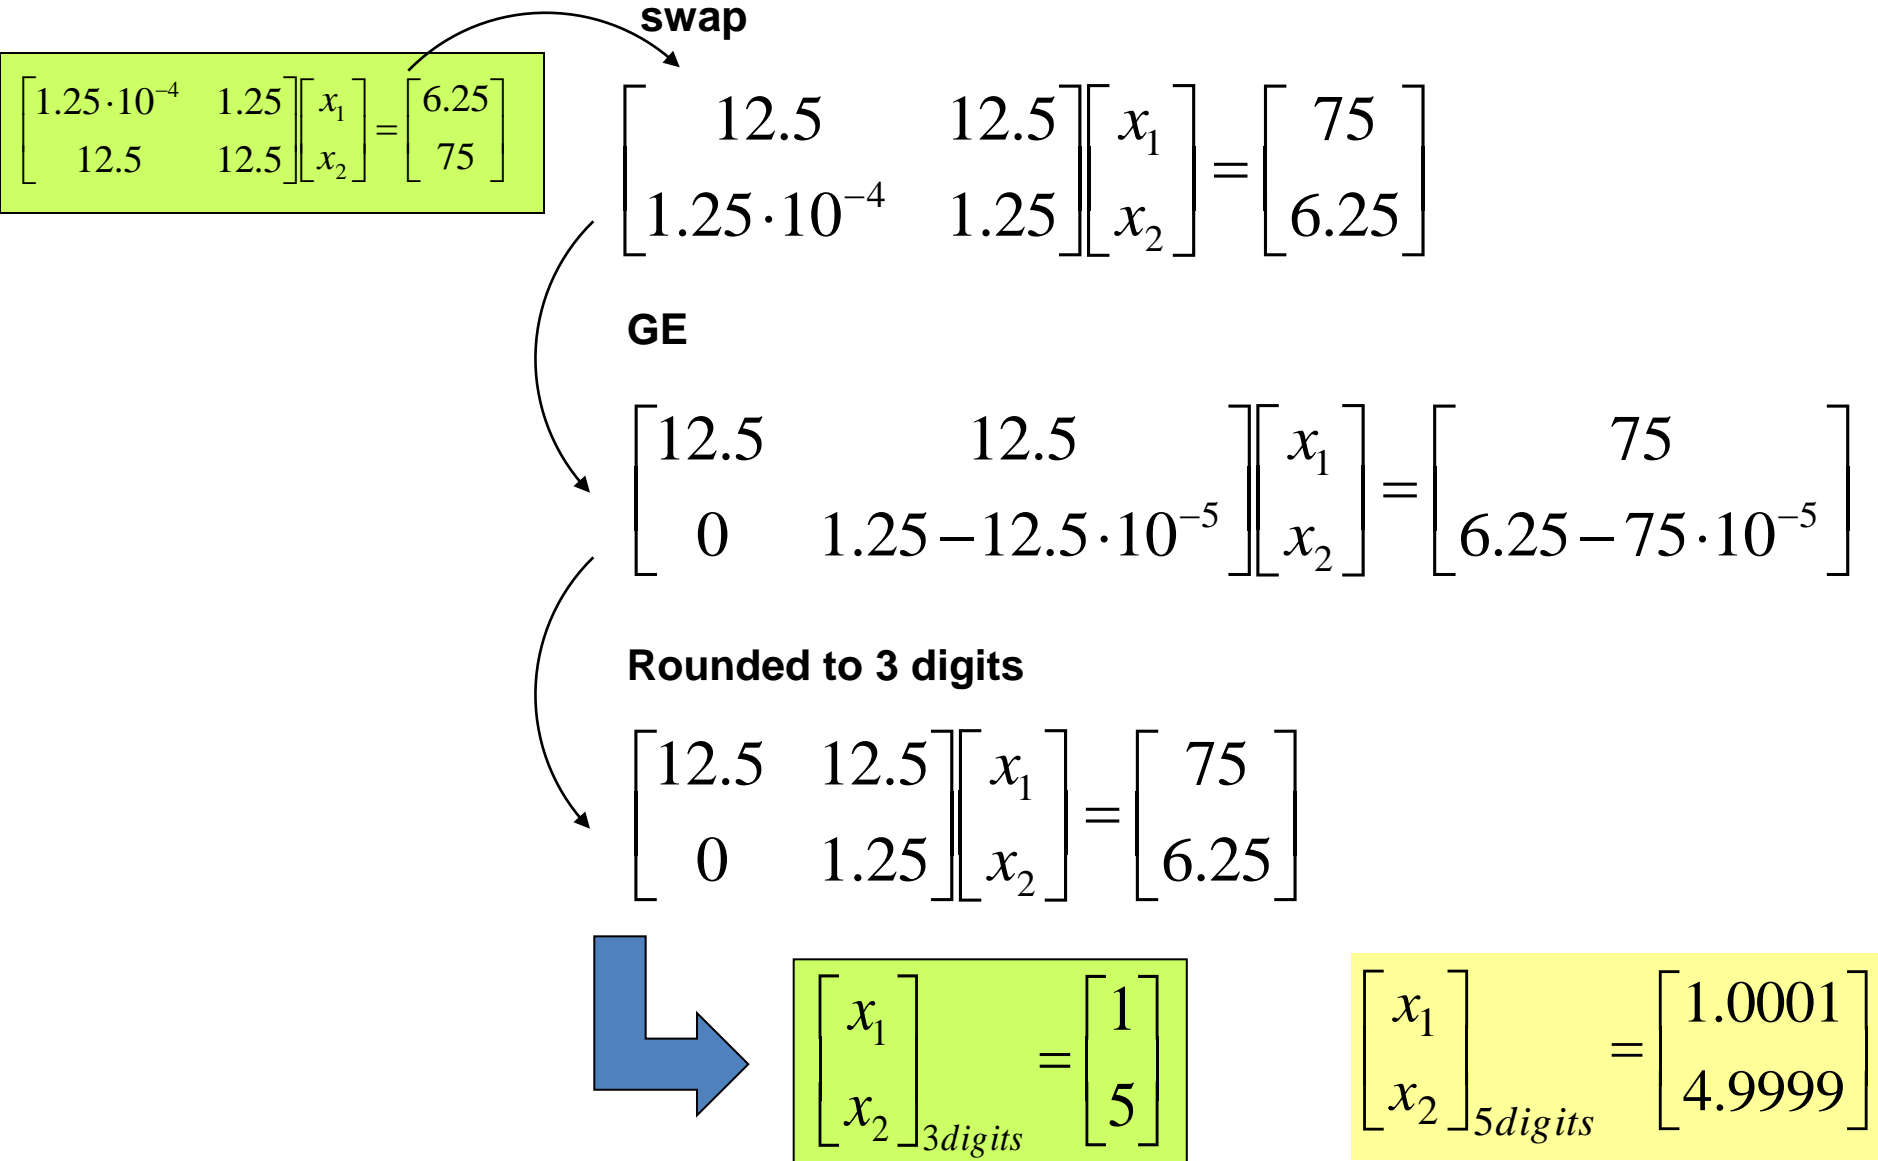 swap
[1.25·10⁻⁴ 1.25] [x₁] = [6.25]
[12.5 12.5] [x₂] = [75]
[12.5 12.5] [x₁] = [75]
[1.25·10⁻⁴ 1.25] [x₂] = [6.25]
GE
[12.5 12.5] [x₁] = [75]
[0 1.25−12.5·10⁻⁵] [x₂] = [6.25−75·10⁻⁵]
Rounded to 3 digits
[12.5 12.5] [x₁] = [75]
[0 1.25] [x₂] = [6.25]
[x₁] = [1]
[x₂]3digits = [5]
[x₁] = [1.0001]
[x₂]5digits = [4.9999]